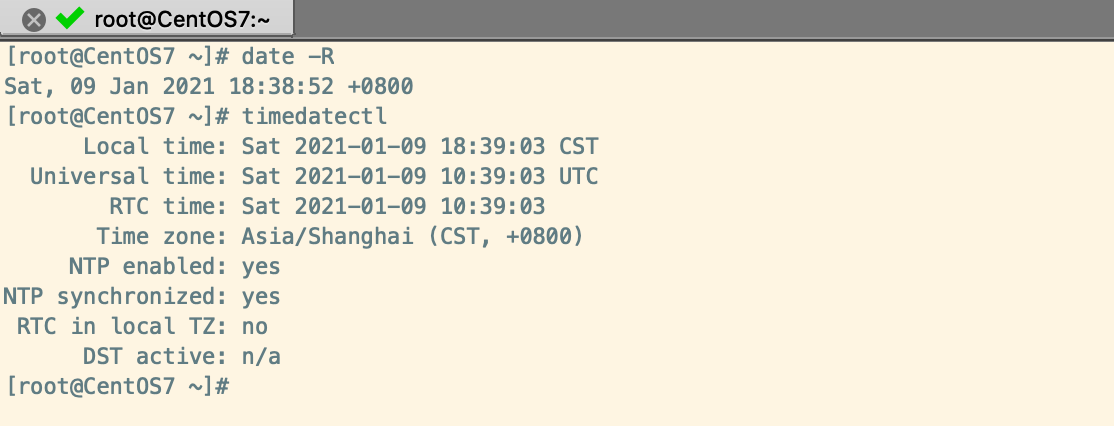 root@CentOS7:~
[root@CentOS7 ~]# date -R
Sat, 09 Jan 2021 18:38:52 +0800
[root@CentOS7 ~]# timedatectl
      Local time: Sat 2021-01-09 18:39:03 CST
  Universal time: Sat 2021-01-09 10:39:03 UTC
        RTC time: Sat 2021-01-09 10:39:03
       Time zone: Asia/Shanghai (CST, +0800)
     NTP enabled: yes
NTP synchronized: yes
 RTC in local TZ: no
      DST active: n/a
[root@CentOS7 ~]#